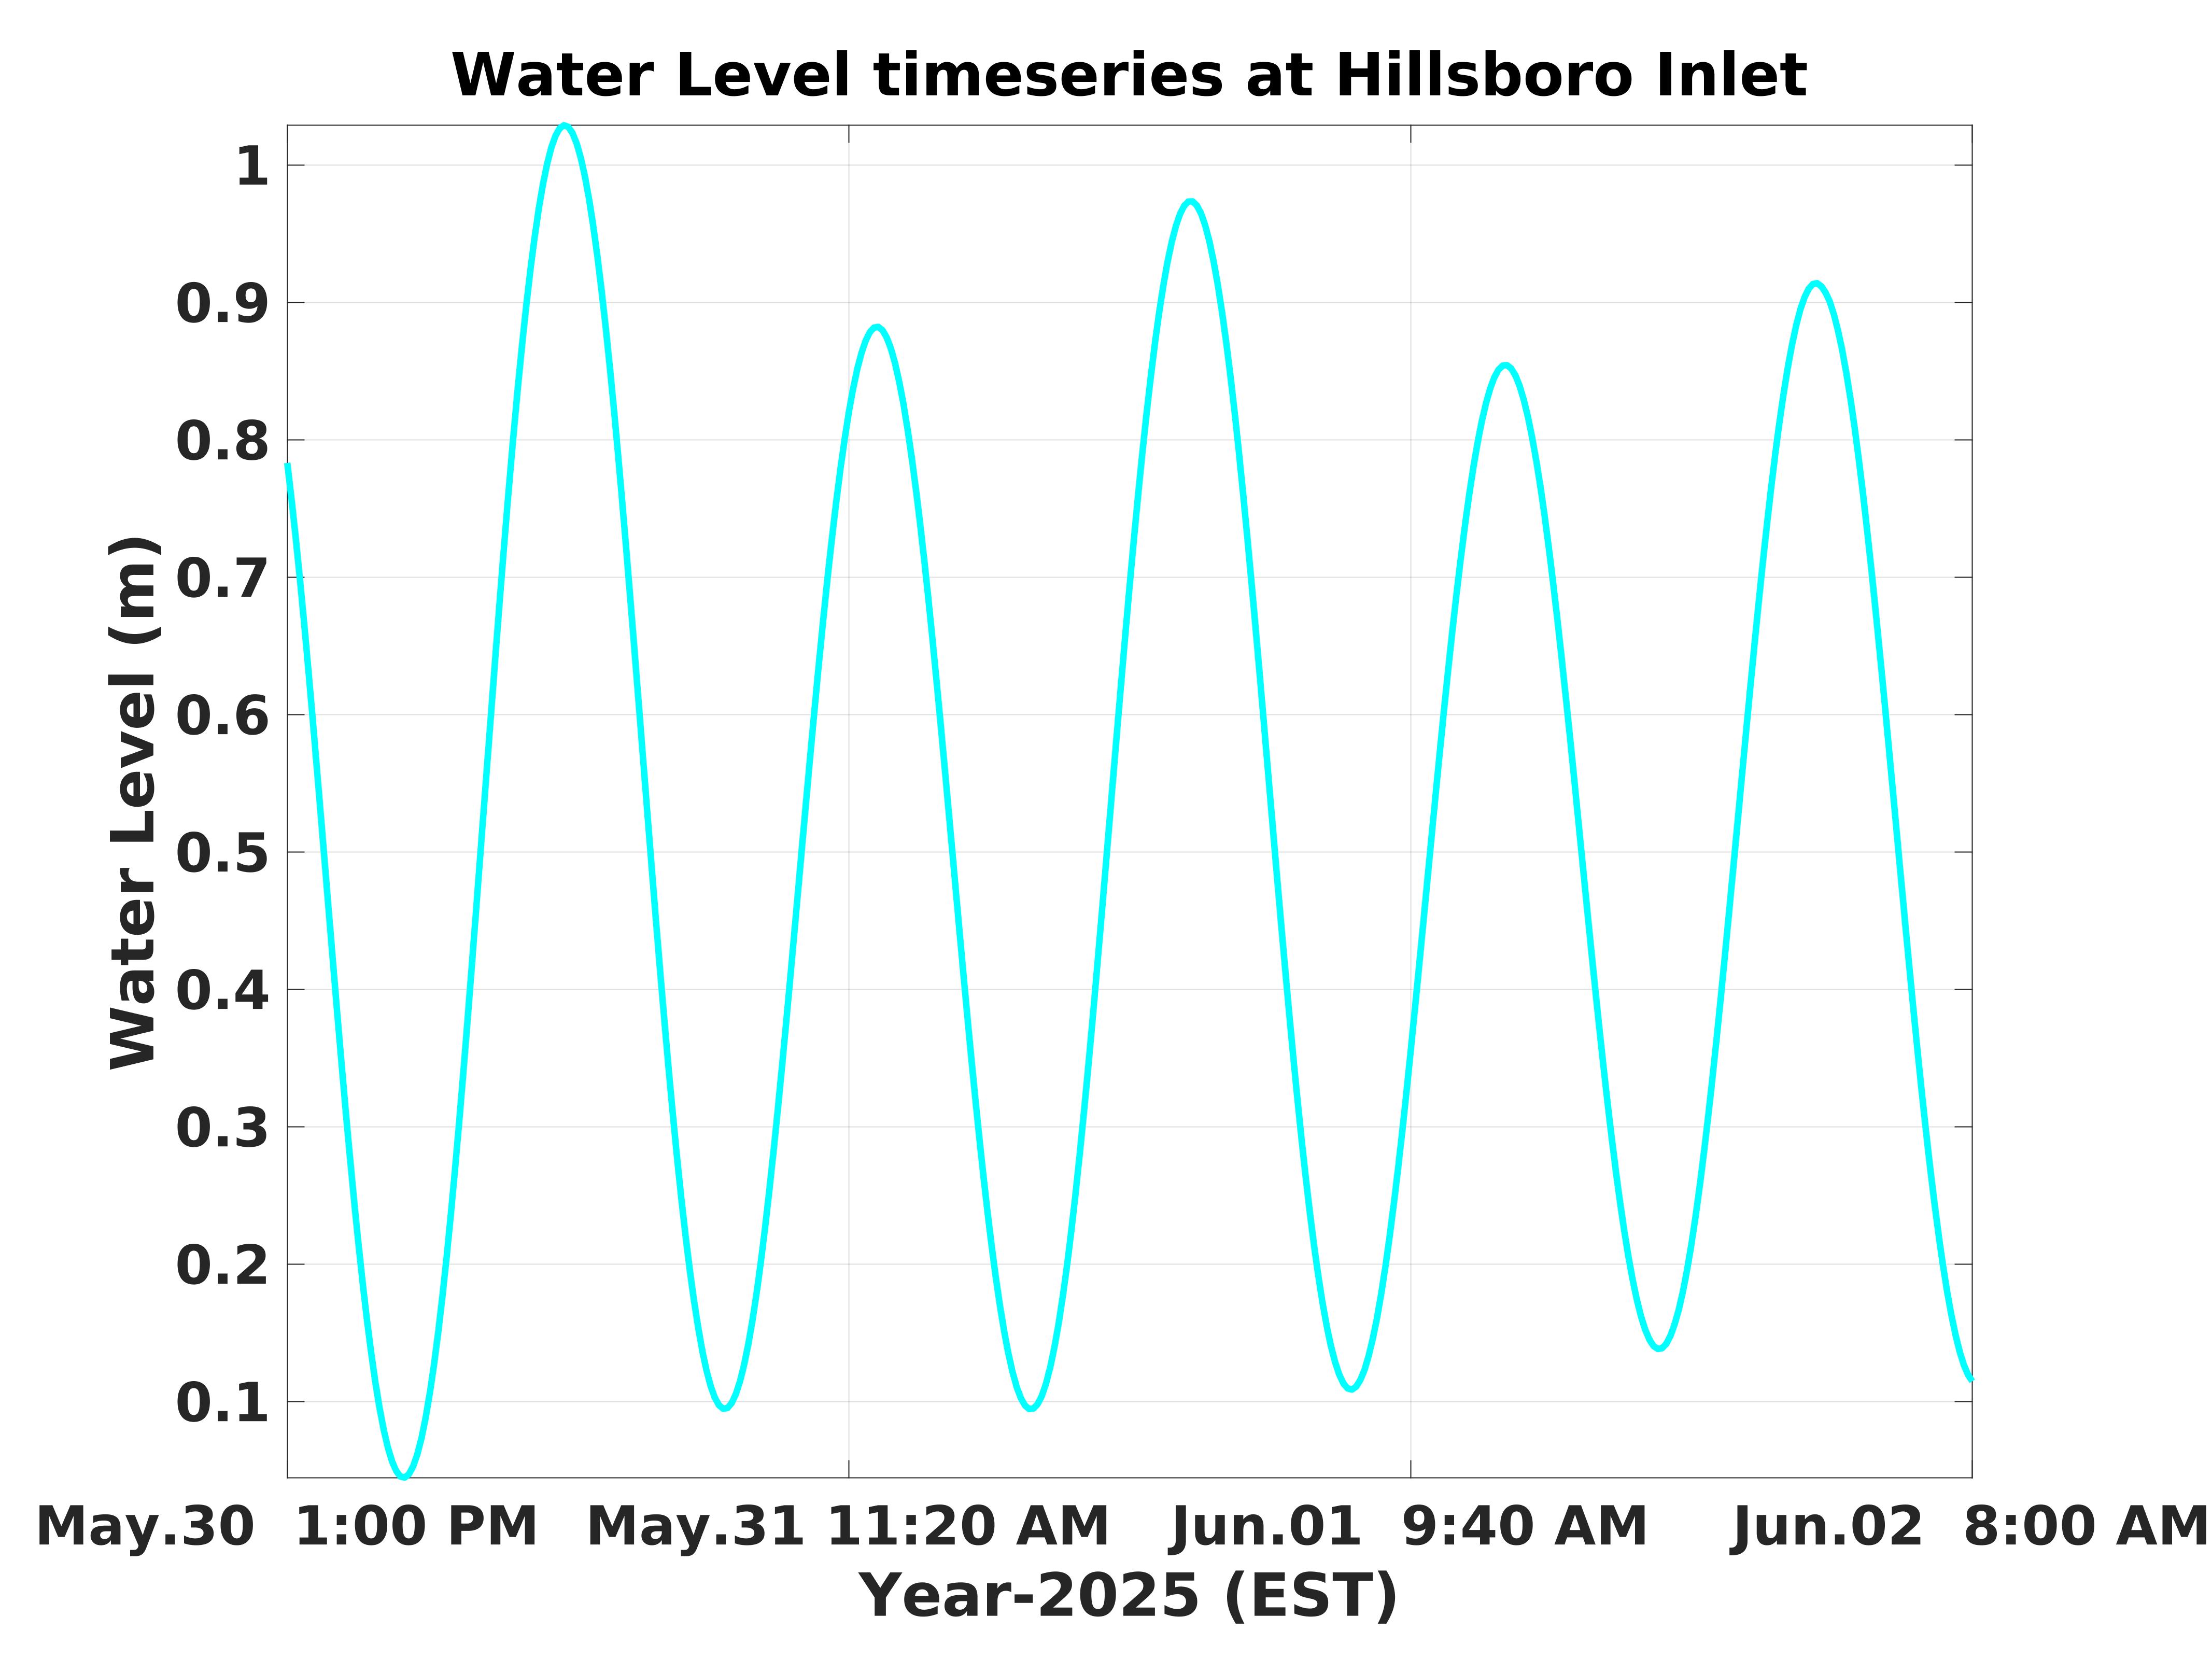 Water Level timeseries at Hillsboro Inlet
1
0.9
0.8
0.7
0.6
0.5
0.4
0.3
0.2
0.1
Water Level (m)
May.30 1:00 PM May.31 11:20 AM Jun.01 9:40 AM Jun.02 8:00 AM
Year-2025 (EST)